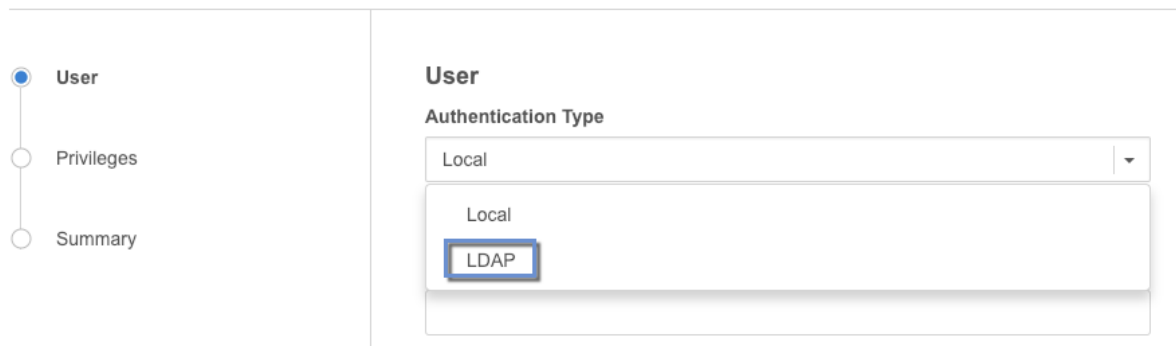 User
Privileges
Summary
User
Authentication Type
Local
Local
LDAP